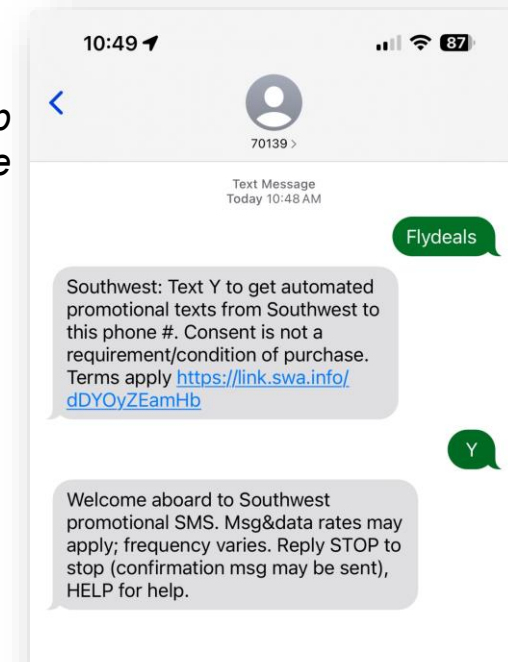 10:49
87
70139 >
Text Message
Today 10:48 AM
Flydeals
Southwest: Text Y to get automated
promotional texts from Southwest to
this phone #. Consent is not a
requirement/condition of purchase.
Terms apply https://link.swa.info/
dDYOyZEamHb
Y
Welcome aboard to Southwest
promotional SMS. Msg&data rates may
apply; frequency varies. Reply STOP to
stop (confirmation msg may be sent),
HELP for help.